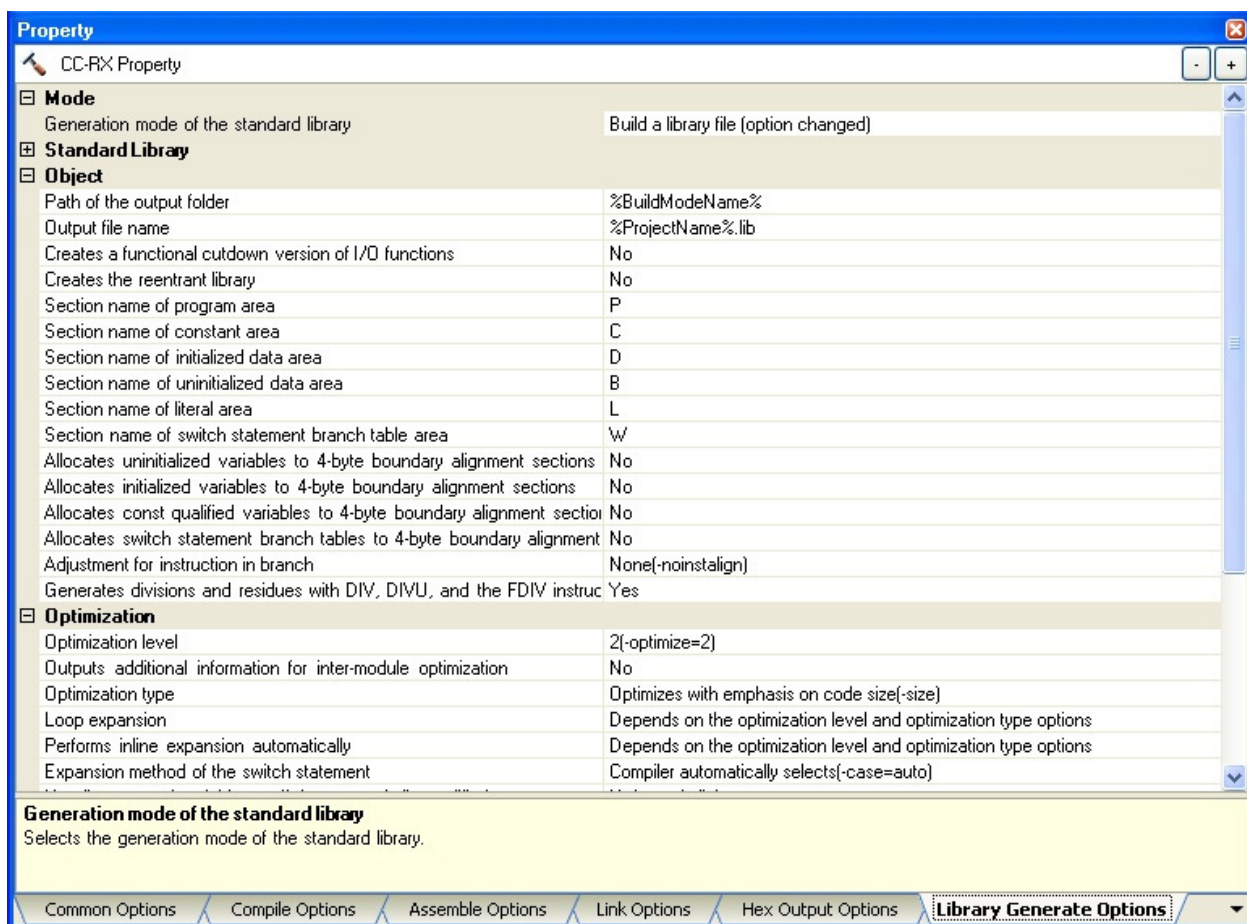 Property
CC-RX Property
Mode
Generation mode of the standard library Build a library file (option changed)
Standard Library
Object
Path of the output folder %BuildModeName%
Output file name %ProjectName%.lib
Creates a functional cutdown version of I/O functions No
Creates the reentrant library No
Section name of program area P
Section name of constant area C
Section name of initialized data area D
Section name of uninitialized data area B
Section name of literal area L
Section name of switch statement branch table area W
Allocates uninitialized variables to 4-byte boundary alignment sections No
Allocates initialized variables to 4-byte boundary alignment sections No
Allocates const qualified variables to 4-byte boundary alignment sectio No
Allocates switch statement branch tables to 4-byte boundary alignment No
Adjustment for instruction in branch None(-noinstalign)
Generates divisions and residues with DIV, DIVU, and the FDIV instruc Yes
Optimization
Optimization level 2(-optimize=2)
Outputs additional information for inter-module optimization No
Optimization type Optimizes with emphasis on code size(-size)
Loop expansion Depends on the optimization level and optimization type options
Performs inline expansion automatically Depends on the optimization level and optimization type options
Expansion method of the switch statement Compiler automatically selects(-case=auto)
Generation mode of the standard library
Selects the generation mode of the standard library.
Common Options Compile Options Assemble Options Link Options Hex Output Options Library Generate Options